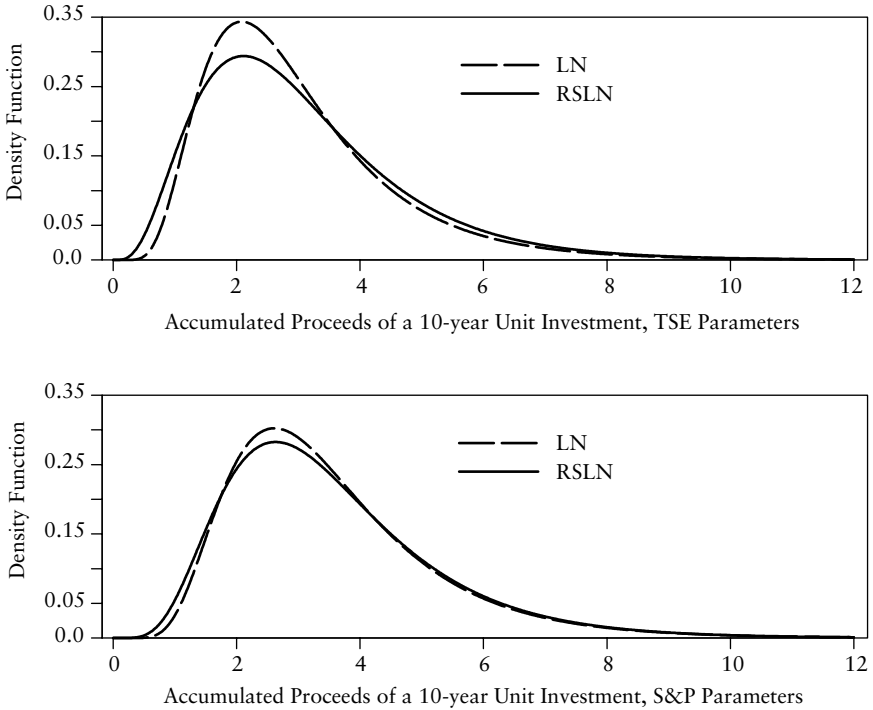 Density Function
0.35
0.25
0.15
0.05
0.0
LN
RSLN
0 2 4 6 8 10 12
Accumulated Proceeds of a 10-year Unit Investment, TSE Parameters
Density Function
0.35
0.25
0.15
0.05
0.0
LN
RSLN
0 2 4 6 8 10 12
Accumulated Proceeds of a 10-year Unit Investment, S&P Parameters